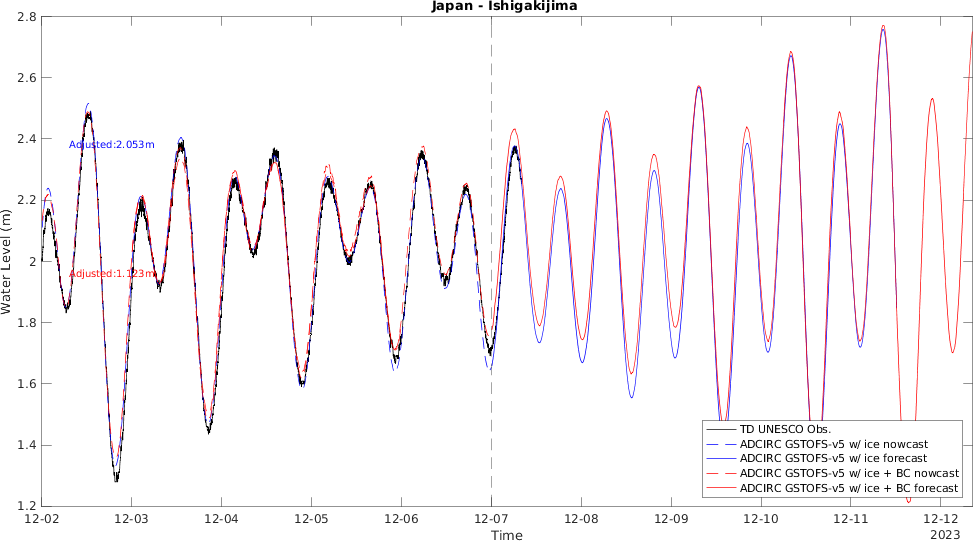 Japan - Ishigakijima
Water Level (m)
2.8
2.6
2.4
2.2
2
1.8
1.6
1.4
1.2
Adjusted:2.053m
Adjusted:1.123m
TD UNESCO Obs.
ADCIRC GSTOFS-v5 w/ ice nowcast
ADCIRC GSTOFS-v5 w/ ice forecast
ADCIRC GSTOFS-v5 w/ ice + BC nowcast
ADCIRC GSTOFS-v5 w/ ice + BC forecast
12-02 12-03 12-04 12-05 12-06 12-07 12-08 12-09 12-10 12-11 12-12
Time
2023